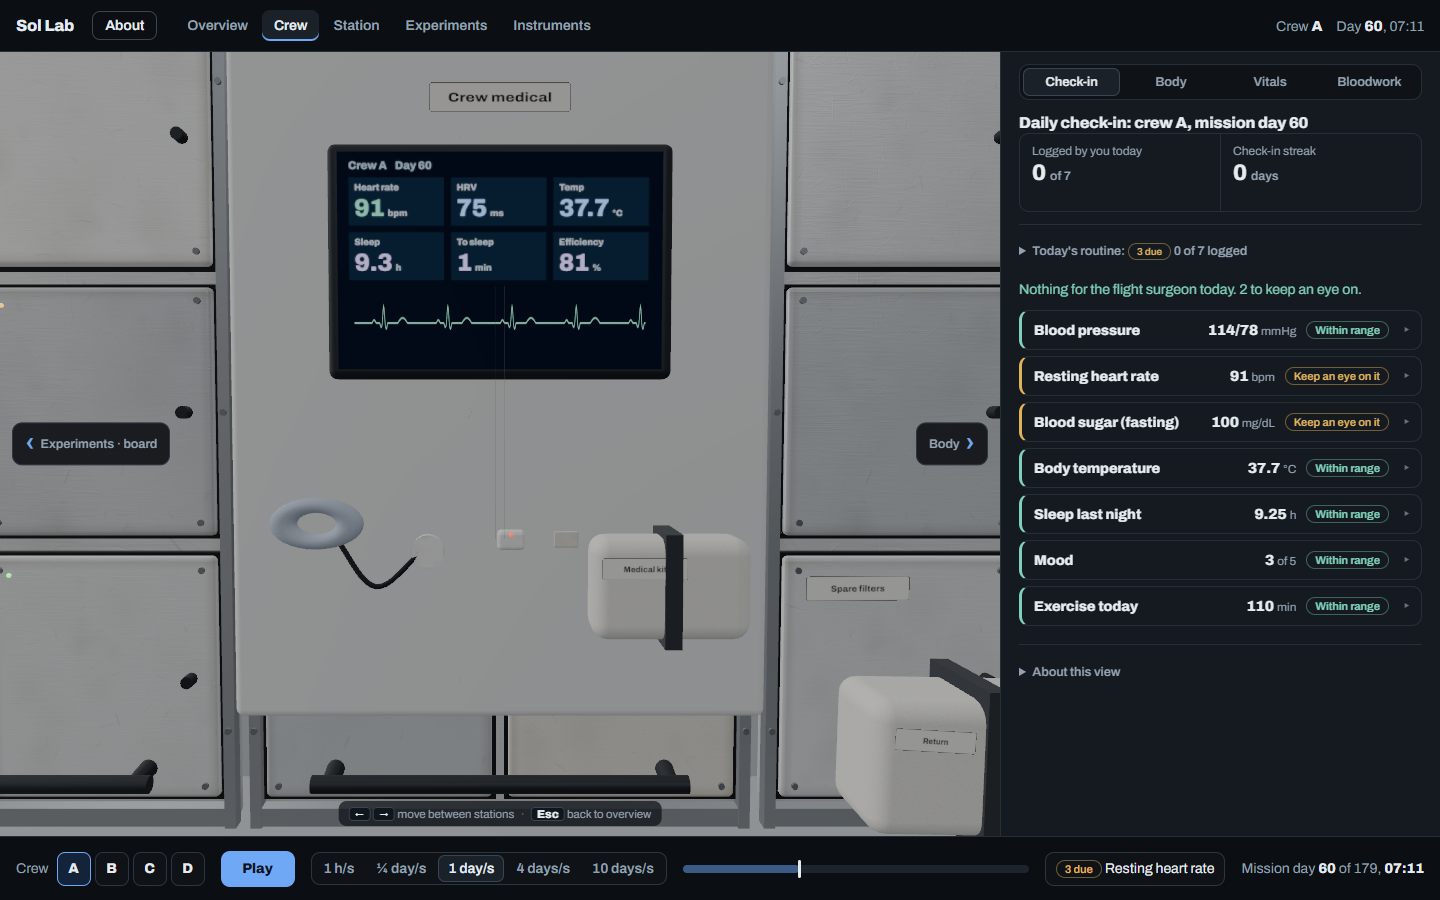 Sol Lab About Overview Crew Station Experiments Instruments Crew A Day 60, 07:11
Crew medical
Crew A Day 60
Heart rate HRV Temp
91 bpm 75 ms 37.7 °C
Sleep To sleep Efficiency
9.3 h 1 min 81 %
❮ Experiments · board
Body ❯
Medical kit
Spare filters
Return
← → move between stations · Esc back to overview
Check-in Body Vitals Bloodwork
Daily check-in: crew A, mission day 60
Logged by you today Check-in streak
0 of 7 0 days
▶ Today's routine: 3 due 0 of 7 logged
Nothing for the flight surgeon today. 2 to keep an eye on.
Blood pressure 114/78 mmHg Within range
Resting heart rate 91 bpm Keep an eye on it
Blood sugar (fasting) 100 mg/dL Keep an eye on it
Body temperature 37.7 °C Within range
Sleep last night 9.25 h Within range
Mood 3 of 5 Within range
Exercise today 110 min Within range
▶ About this view
Crew A B C D Play 1 h/s ¼ day/s 1 day/s 4 days/s 10 days/s 3 due Resting heart rate Mission day 60 of 179, 07:11